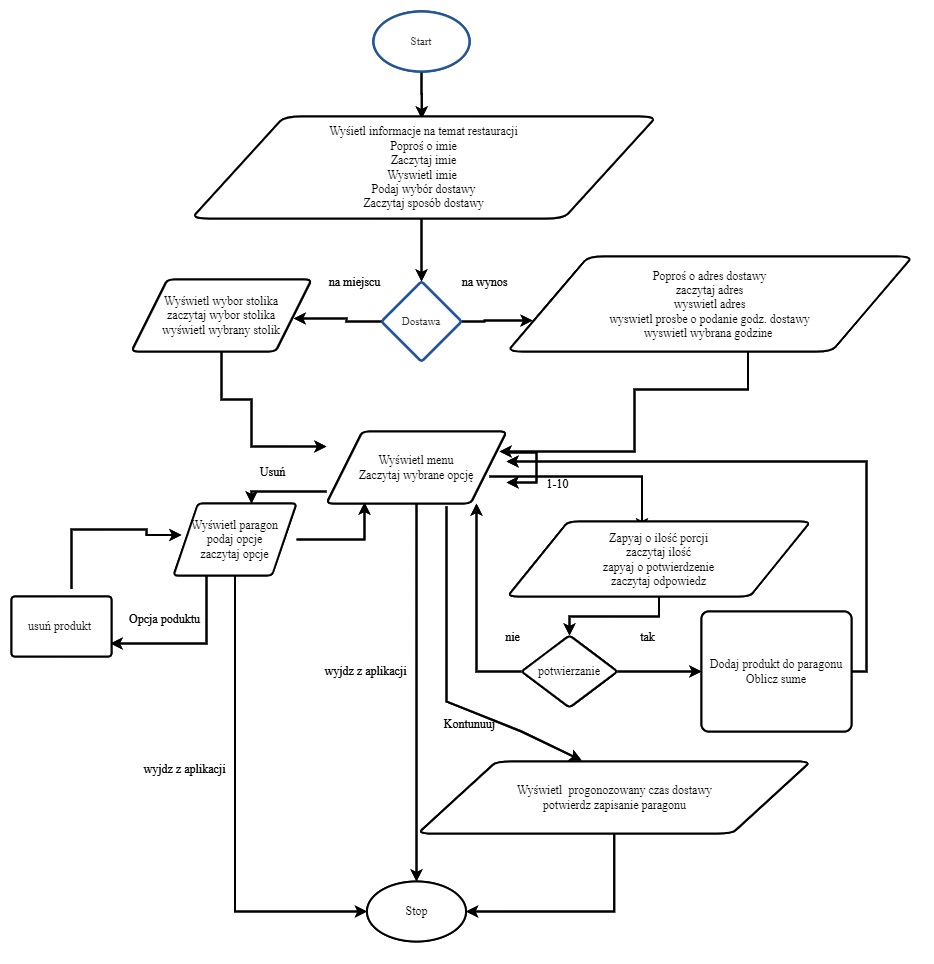 Start
Wyśietl informacje na temat restauracji
Poproś o imie
Zaczytaj imie
Wyswietl imie
Podaj wybór dostawy
Zaczytaj sposób dostawy
na miejscu
na wynos
Dostawa
Wyświetl wybor stolika
zaczytaj wybor stolika
wyświetl wybrany stolik
Poproś o adres dostawy
zaczytaj adres
wyswietl adres
wyswietl prosbe o podanie godz. dostawy
wyswietl wybrana godzine
Wyświetl menu
Zaczytaj wybrane opcję
Usuń
1-10
Wyświetl paragon
podaj opcje
zaczytaj opcje
Zapyaj o ilość porcji
zaczytaj ilość
zapyaj o potwierdzenie
zaczytaj odpowiedz
usuń produkt
Opcja poduktu
nie
tak
potwierzanie
Dodaj produkt do paragonu
Oblicz sume
wyjdz z aplikacji
Kontunuuj
wyjdz z aplikacji
Wyświetl progonozowany czas dostawy
potwierdz zapisanie paragonu
Stop